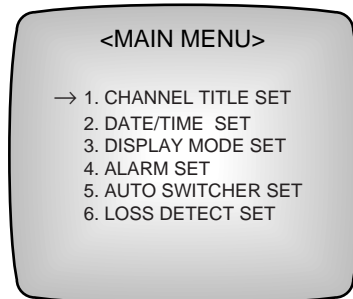 <MAIN MENU>
→ 1. CHANNEL TITLE SET
2. DATE/TIME SET
3. DISPLAY MODE SET
4. ALARM SET
5. AUTO SWITCHER SET
6. LOSS DETECT SET